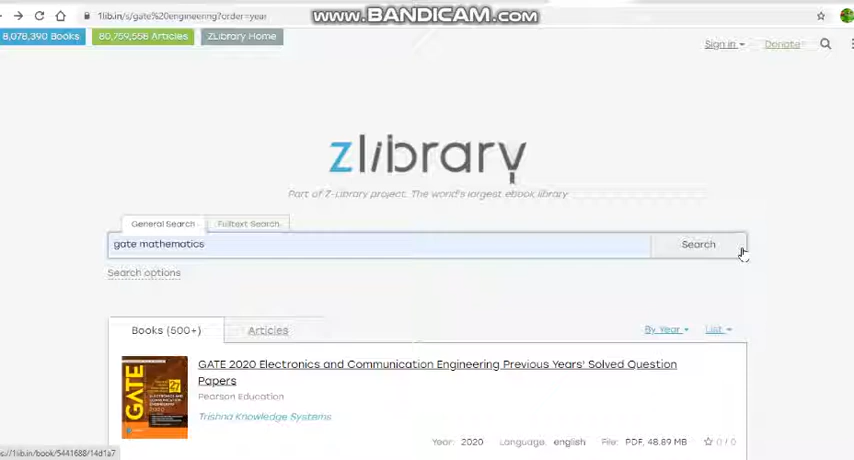 www.BANDICAM.com
1lib.in/s/gate%20engineering?order=year
8,078,390 Books 80,759,568 Articles ZLibrary Home
Sign in Donate
zlibrary
Part of Z-Library project. The world's largest ebook library
General Search Fulltext Search
gate mathematics Search
Search options
Books (500+) Articles By Year List
GATE 2020 Electronics and Communication Engineering Previous Years' Solved Question
Papers
Pearson Education
Trishna Knowledge Systems
GATE
Year: 2020 Language: english File: PDF, 48.89 MB 0 / 0
s://1lib.in/book/5441688/14d1a7